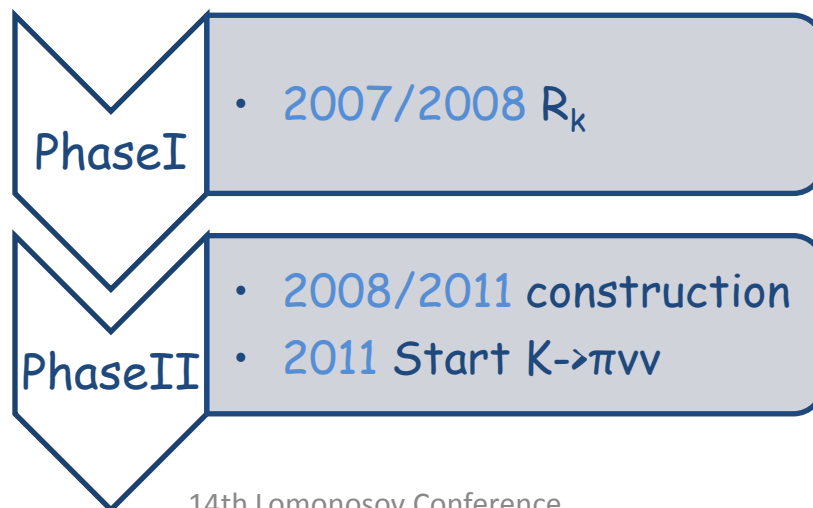 PhaseI
• 2007/2008 Rk
PhaseII
• 2008/2011 construction
• 2011 Start K->πνν
14th Lomonosov Conference